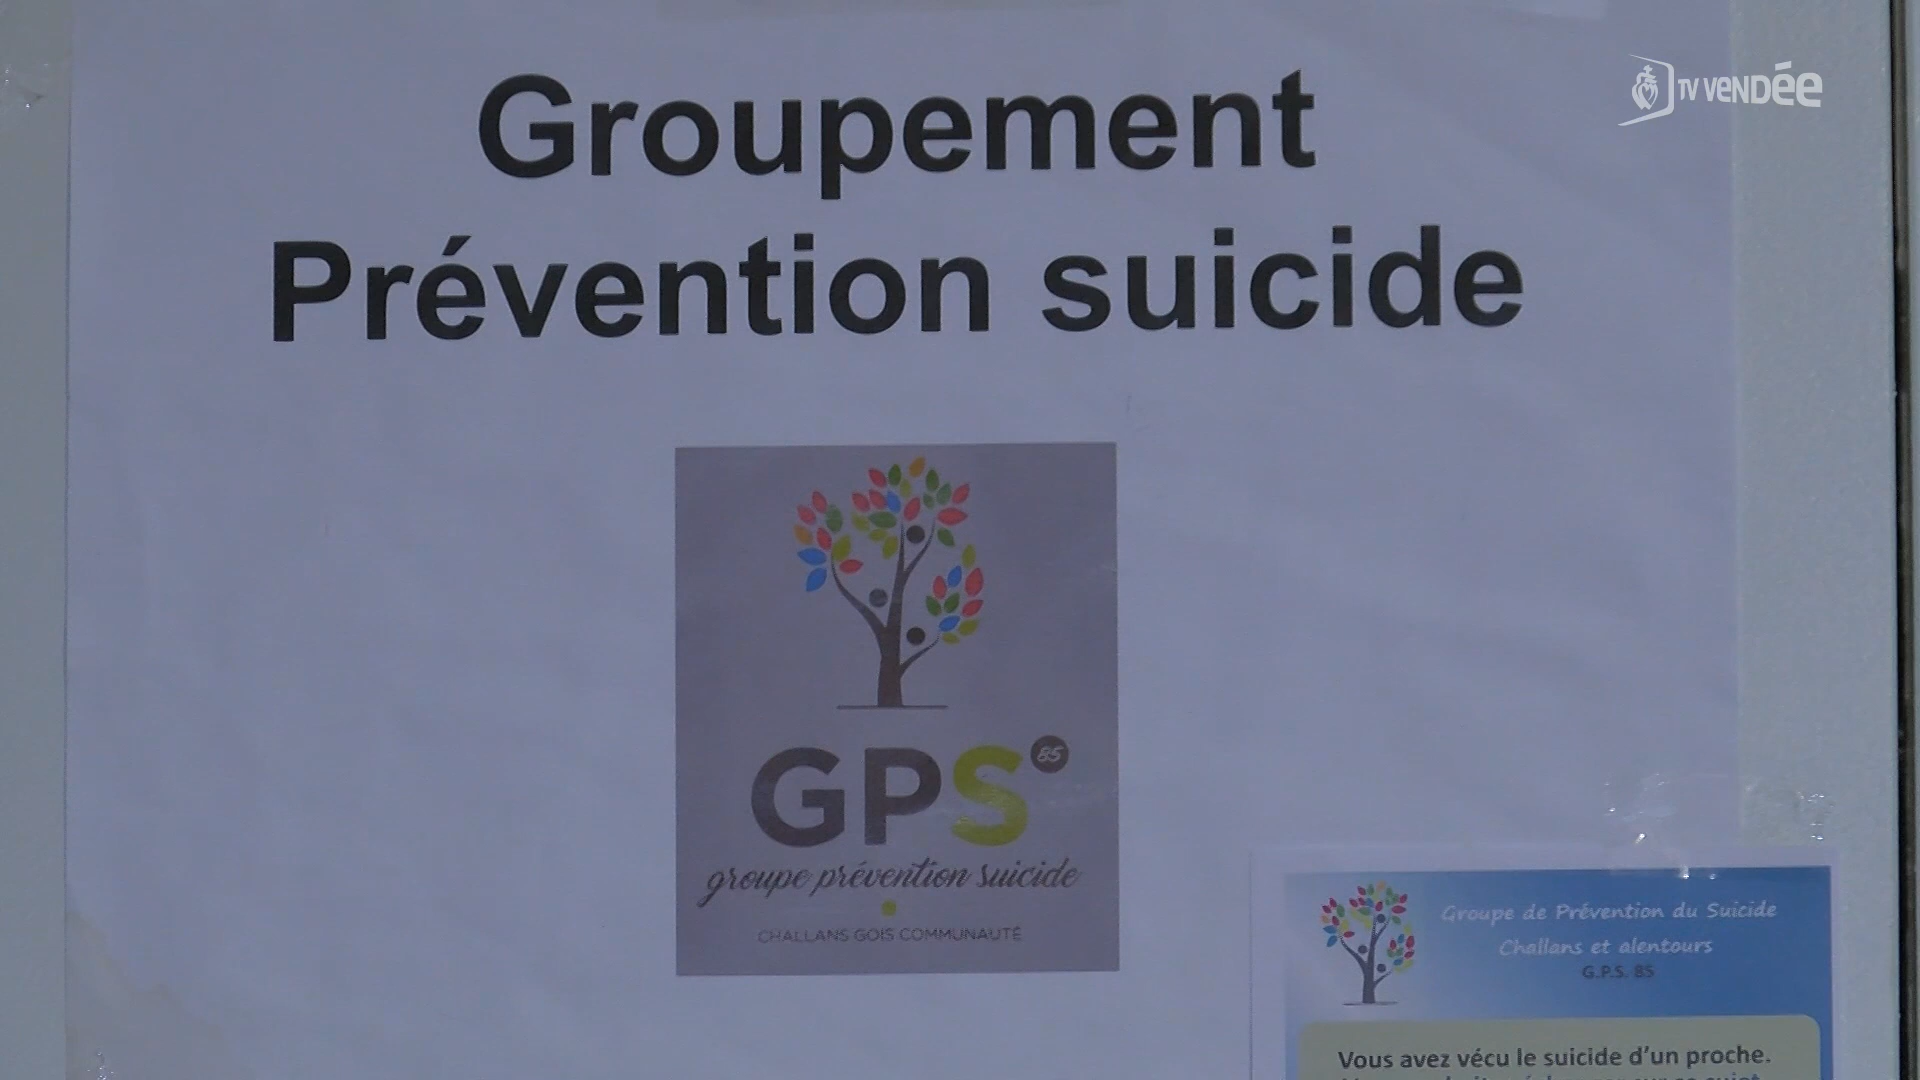 TV VENDÉE
Groupement
Prévention suicide
GPS 85
groupe prévention suicide
CHALLANS GOIS COMMUNAUTÉ
Groupe de Prévention du Suicide
Challans et alentours
G.P.S. 85
Vous avez vécu le suicide d'un proche.